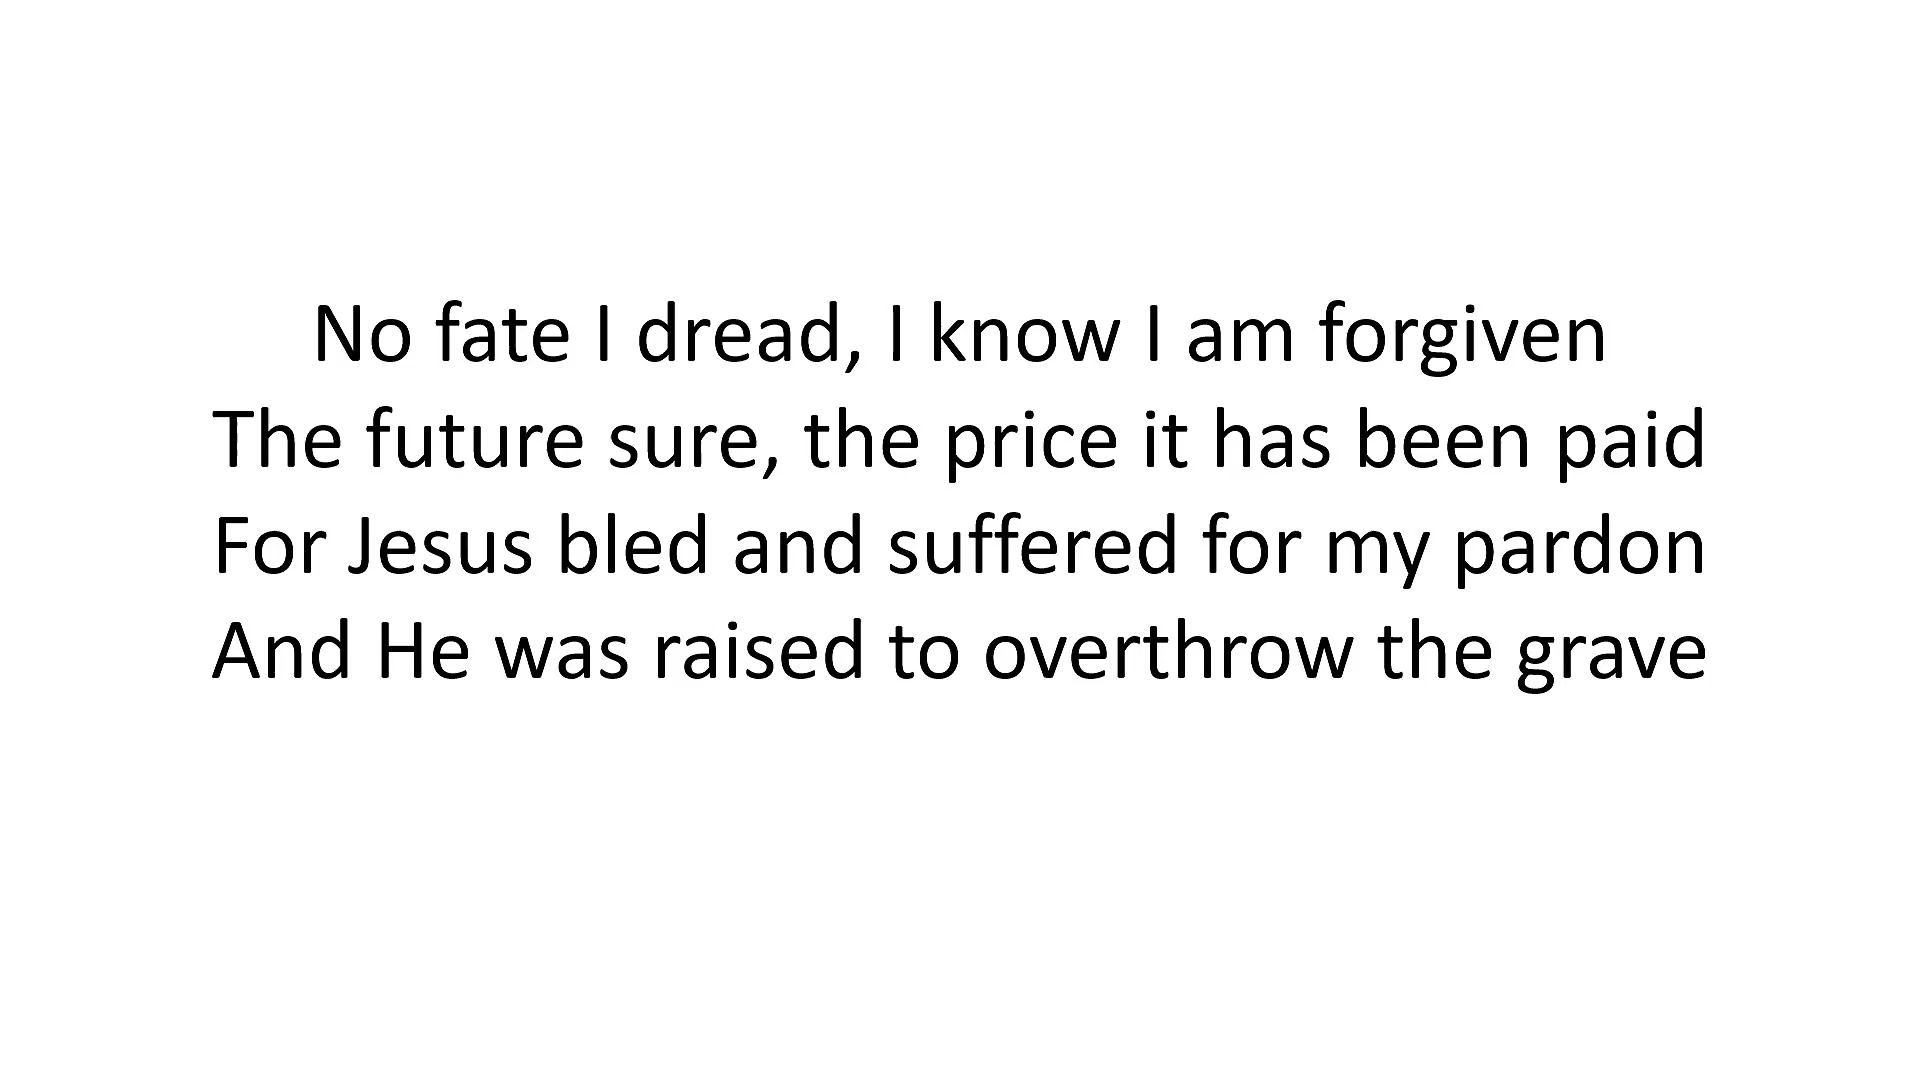 No fate I dread, I know I am forgiven
The future sure, the price it has been paid
For Jesus bled and suffered for my pardon
And He was raised to overthrow the grave